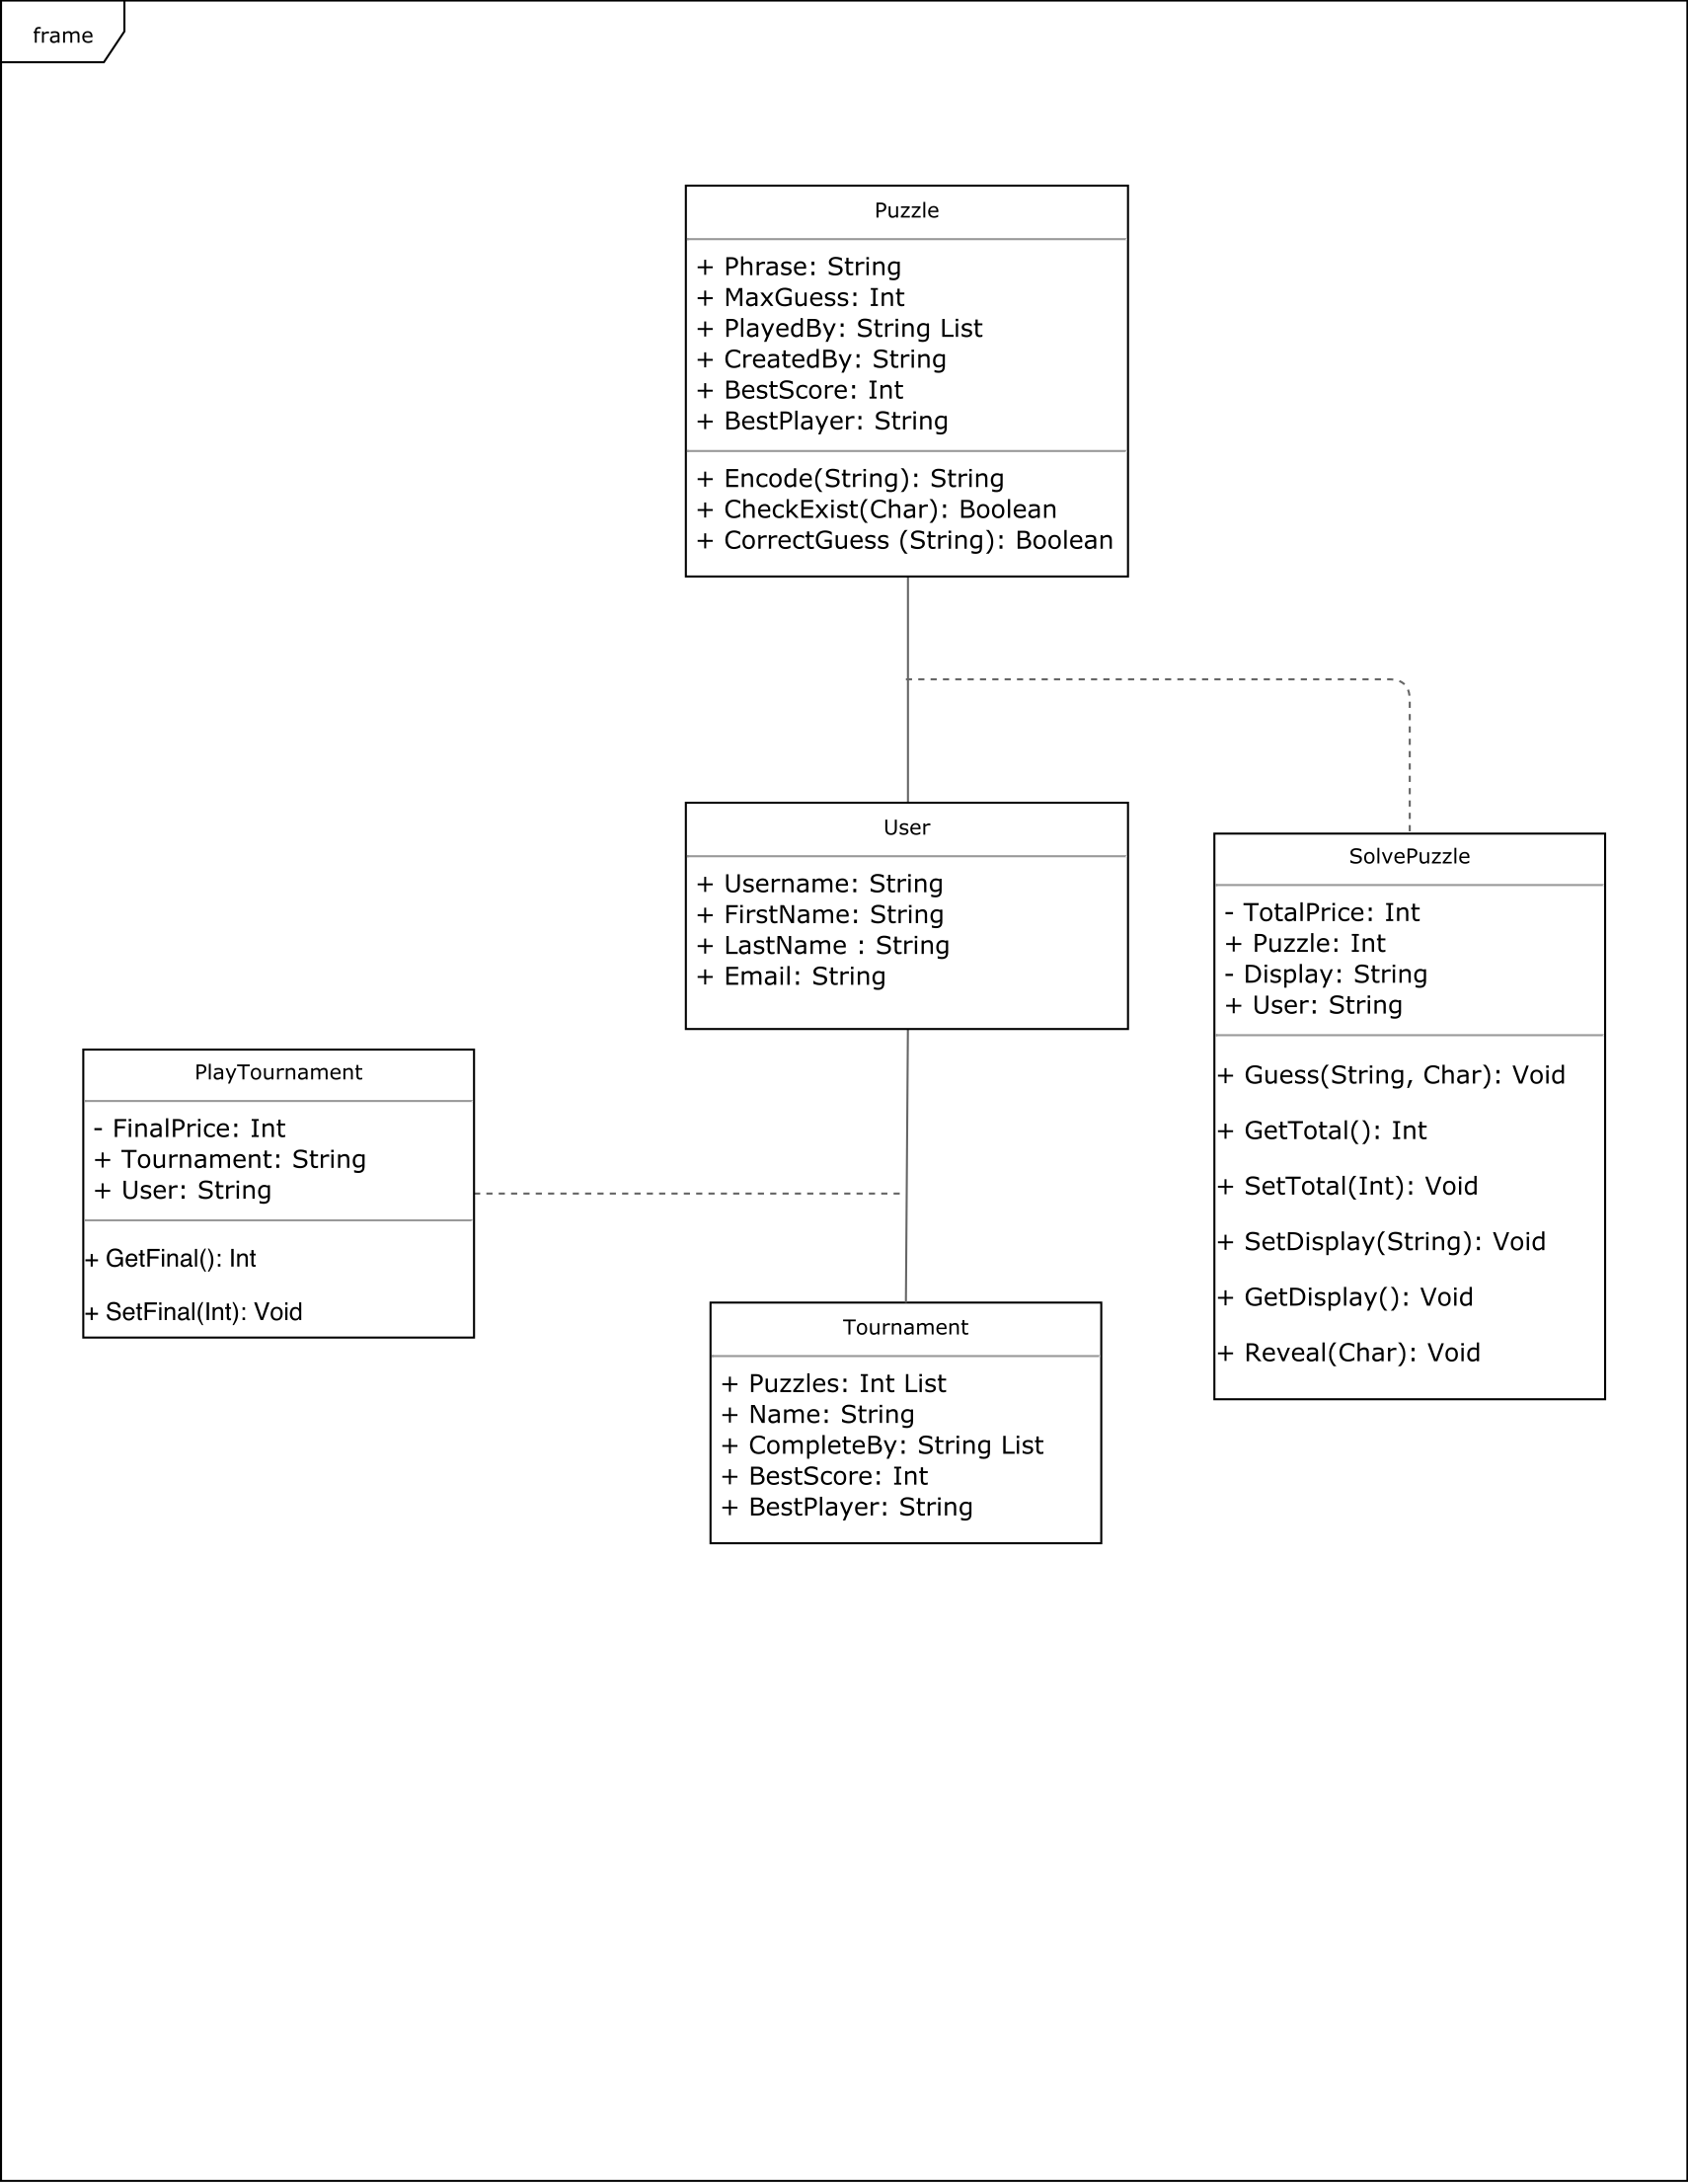 frame
Puzzle
+ Phrase: String
+ MaxGuess: Int
+ PlayedBy: String List
+ CreatedBy: String
+ BestScore: Int
+ BestPlayer: String
+ Encode(String): String
+ CheckExist(Char): Boolean
+ CorrectGuess (String): Boolean
User
+ Username: String
+ FirstName: String
+ LastName : String
+ Email: String
SolvePuzzle
- TotalPrice: Int
+ Puzzle: Int
- Display: String
+ User: String
+ Guess(String, Char): Void
+ GetTotal(): Int
+ SetTotal(Int): Void
+ SetDisplay(String): Void
+ GetDisplay(): Void
+ Reveal(Char): Void
PlayTournament
- FinalPrice: Int
+ Tournament: String
+ User: String
+ GetFinal(): Int
+ SetFinal(Int): Void
Tournament
+ Puzzles: Int List
+ Name: String
+ CompleteBy: String List
+ BestScore: Int
+ BestPlayer: String